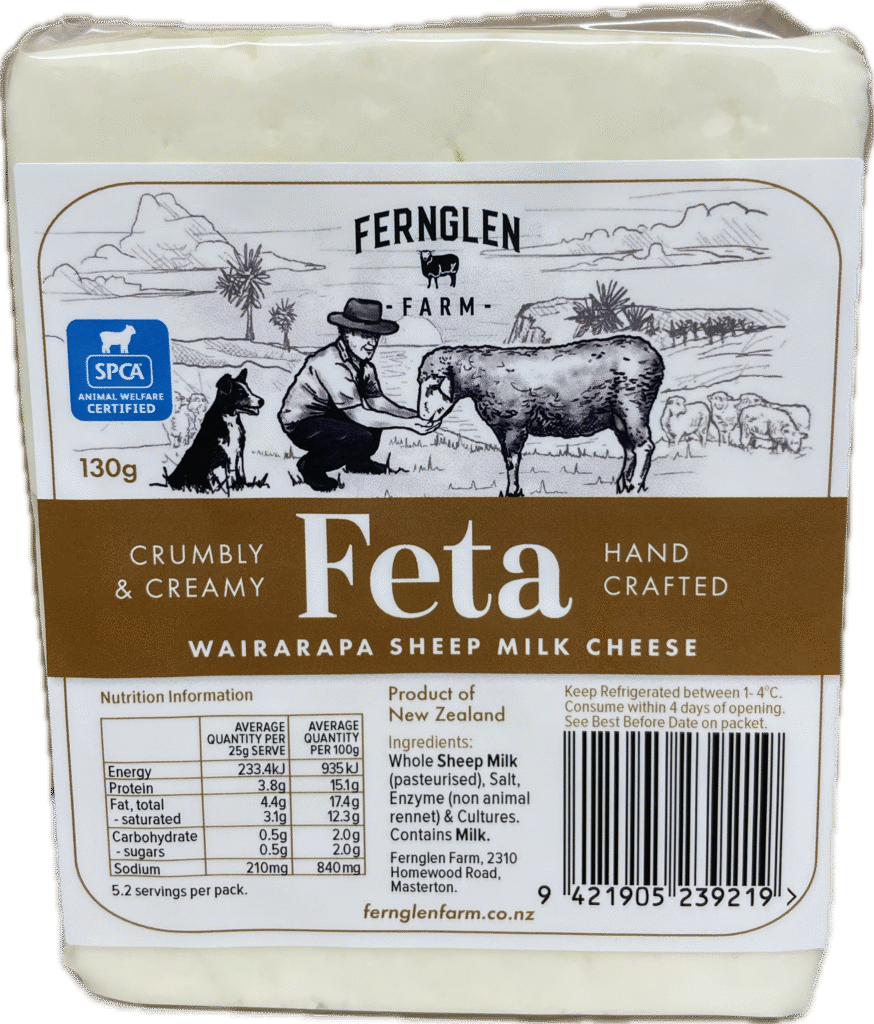 FERNGLEN
- FARM -
SPCA
ANIMAL WELFARE
CERTIFIED
130g
CRUMBLY
& CREAMY
Feta
HAND
CRAFTED
WAIRARAPA SHEEP MILK CHEESE
Nutrition Information
AVERAGE QUANTITY PER 25g SERVE AVERAGE QUANTITY PER 100g
Energy 233.4kJ 935kJ
Protein 3.8g 15.1g
Fat, total 4.4g 17.4g
- saturated 3.1g 12.3g
Carbohydrate 0.5g 2.0g
- sugars 0.5g 2.0g
Sodium 210mg 840mg
5.2 servings per pack.
Product of
New Zealand
Ingredients:
Whole Sheep Milk
(pasteurised), Salt,
Enzyme (non animal
rennet) & Cultures.
Contains Milk.
Fernglen Farm, 2310
Homewood Road,
Masterton.
fernglenfarm.co.nz
Keep Refrigerated between 1- 4°C.
Consume within 4 days of opening.
See Best Before Date on packet.
9 421905 239219 >